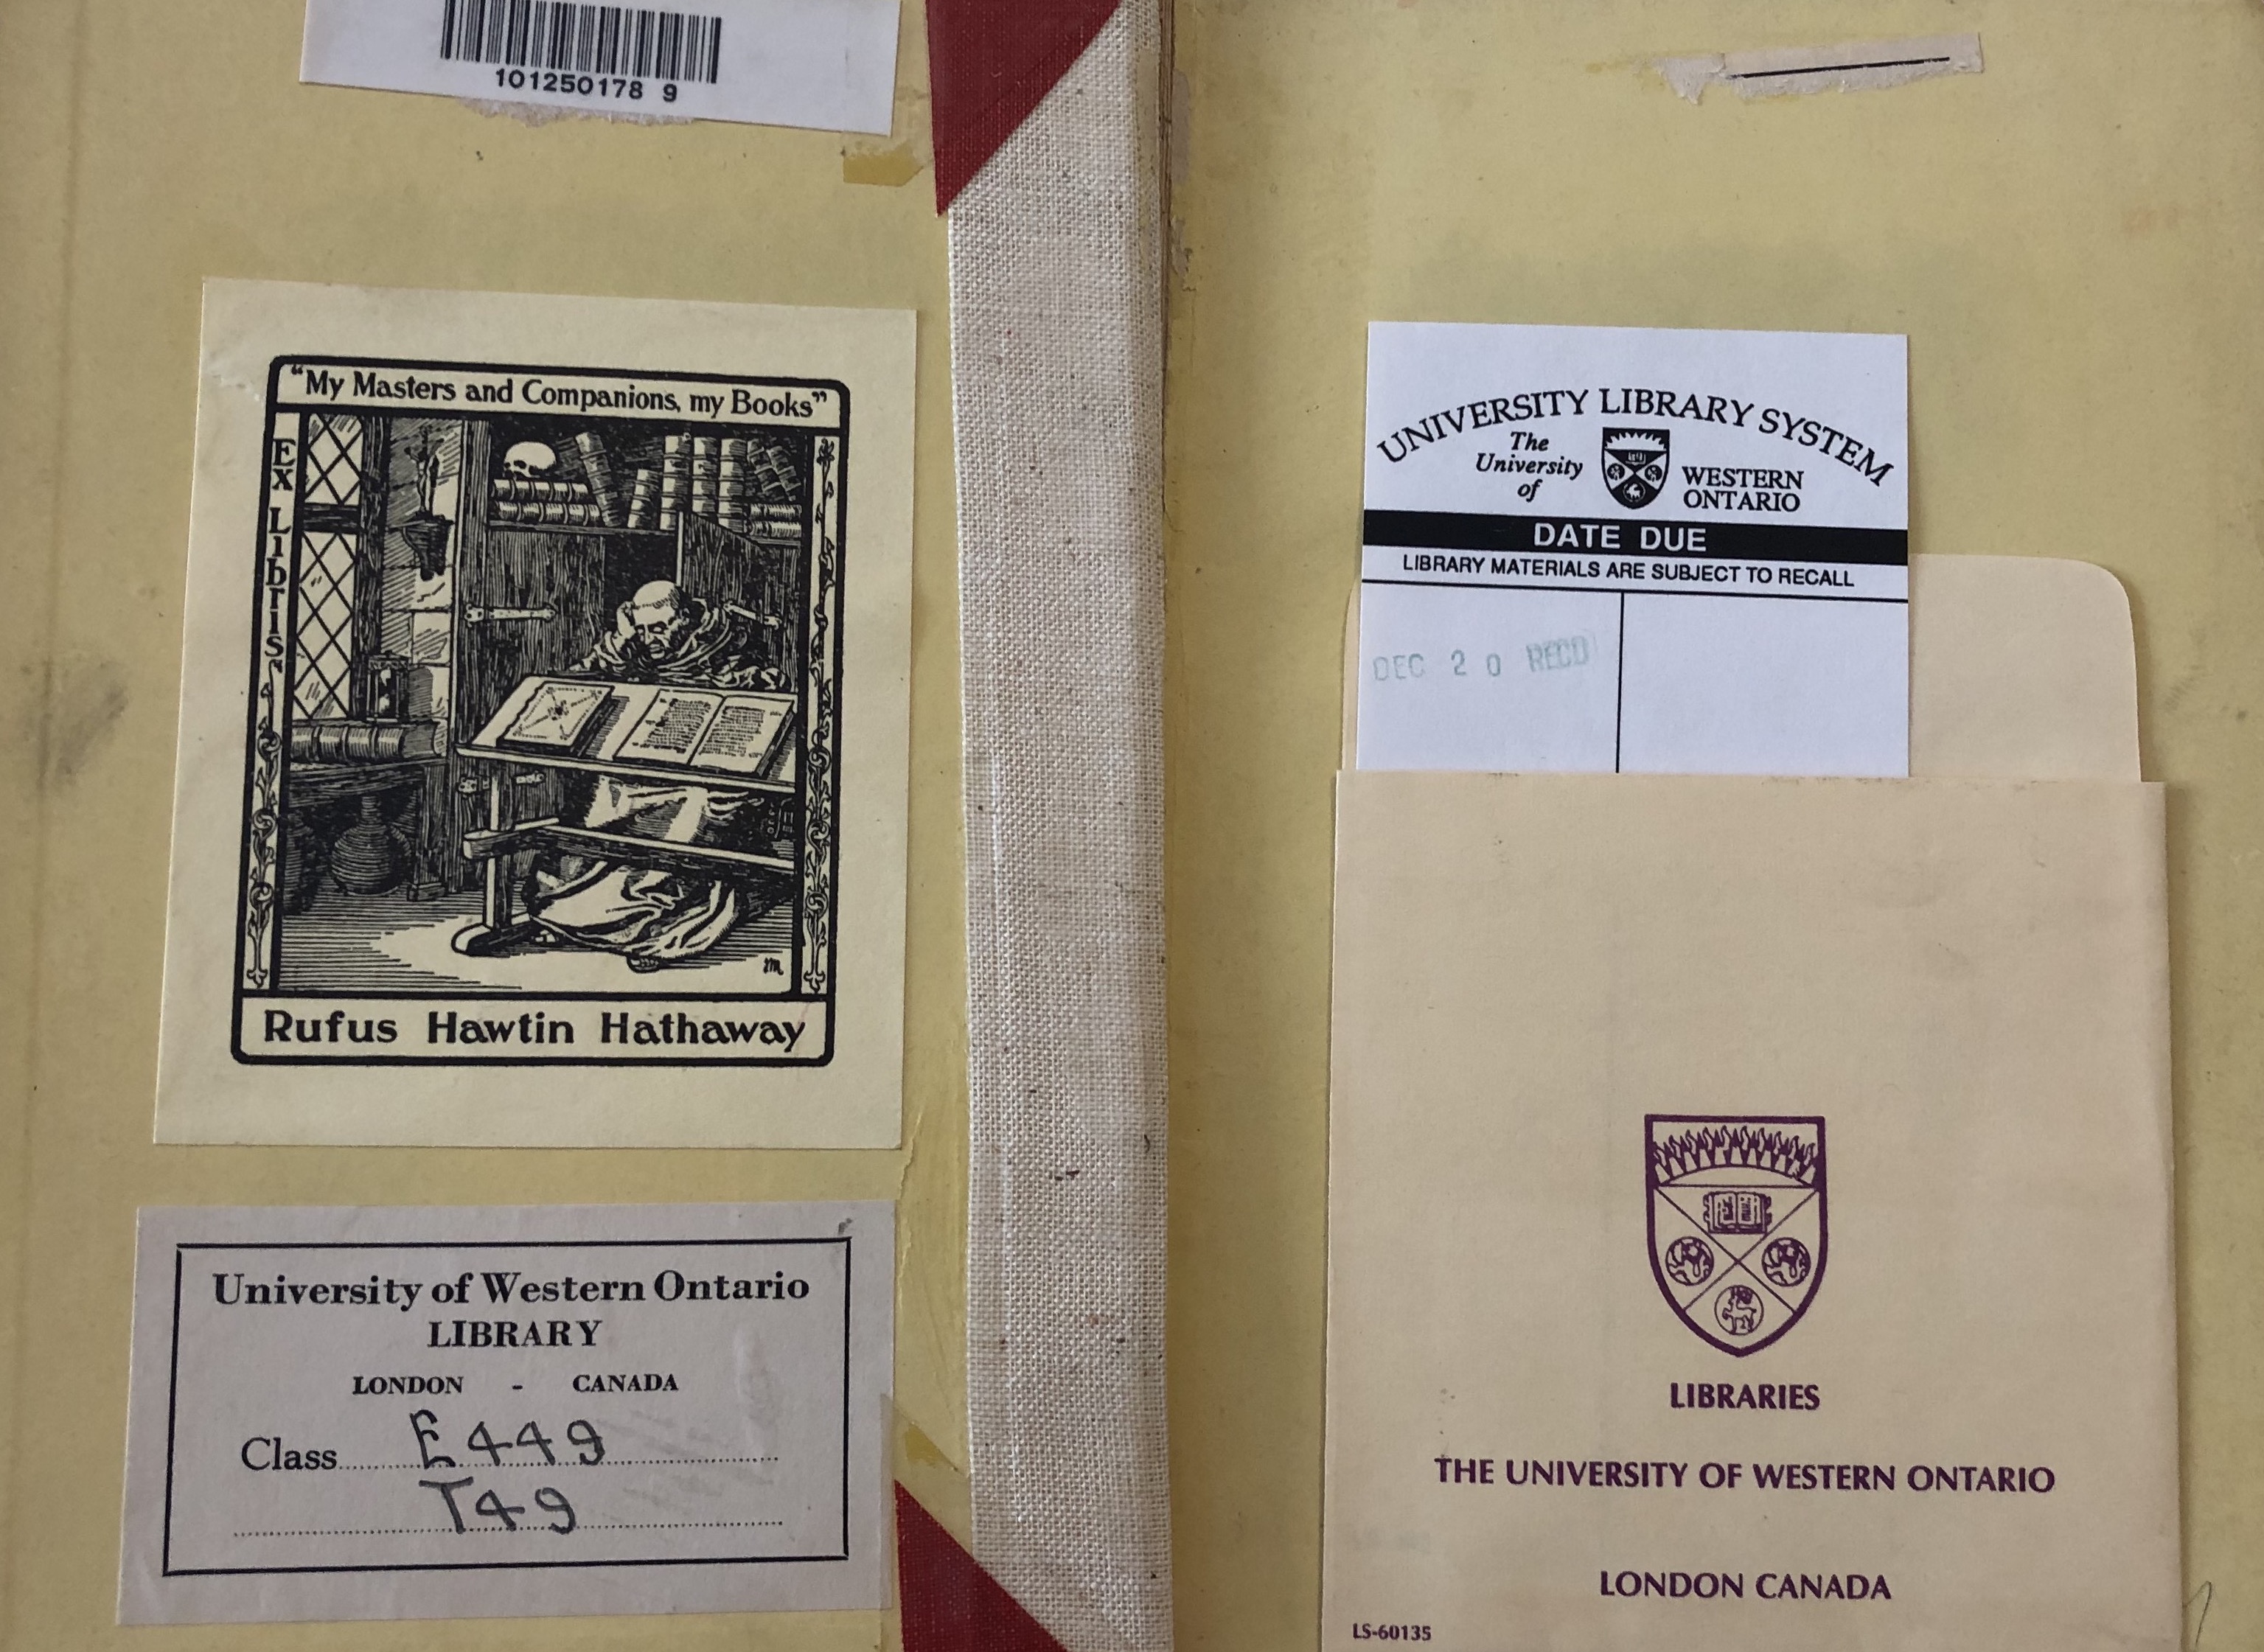 101250178 9
"My Masters and Companions, my Books"
Ex Libris
M
Rufus Hawtin Hathaway
University of Western Ontario
LIBRARY
LONDON - CANADA
Class E449
T49
UNIVERSITY LIBRARY SYSTEM
The
University
of
WESTERN
ONTARIO
DATE DUE
LIBRARY MATERIALS ARE SUBJECT TO RECALL
DEC 20 RECD
LIBRARIES
THE UNIVERSITY OF WESTERN ONTARIO
LONDON CANADA
LS-60135